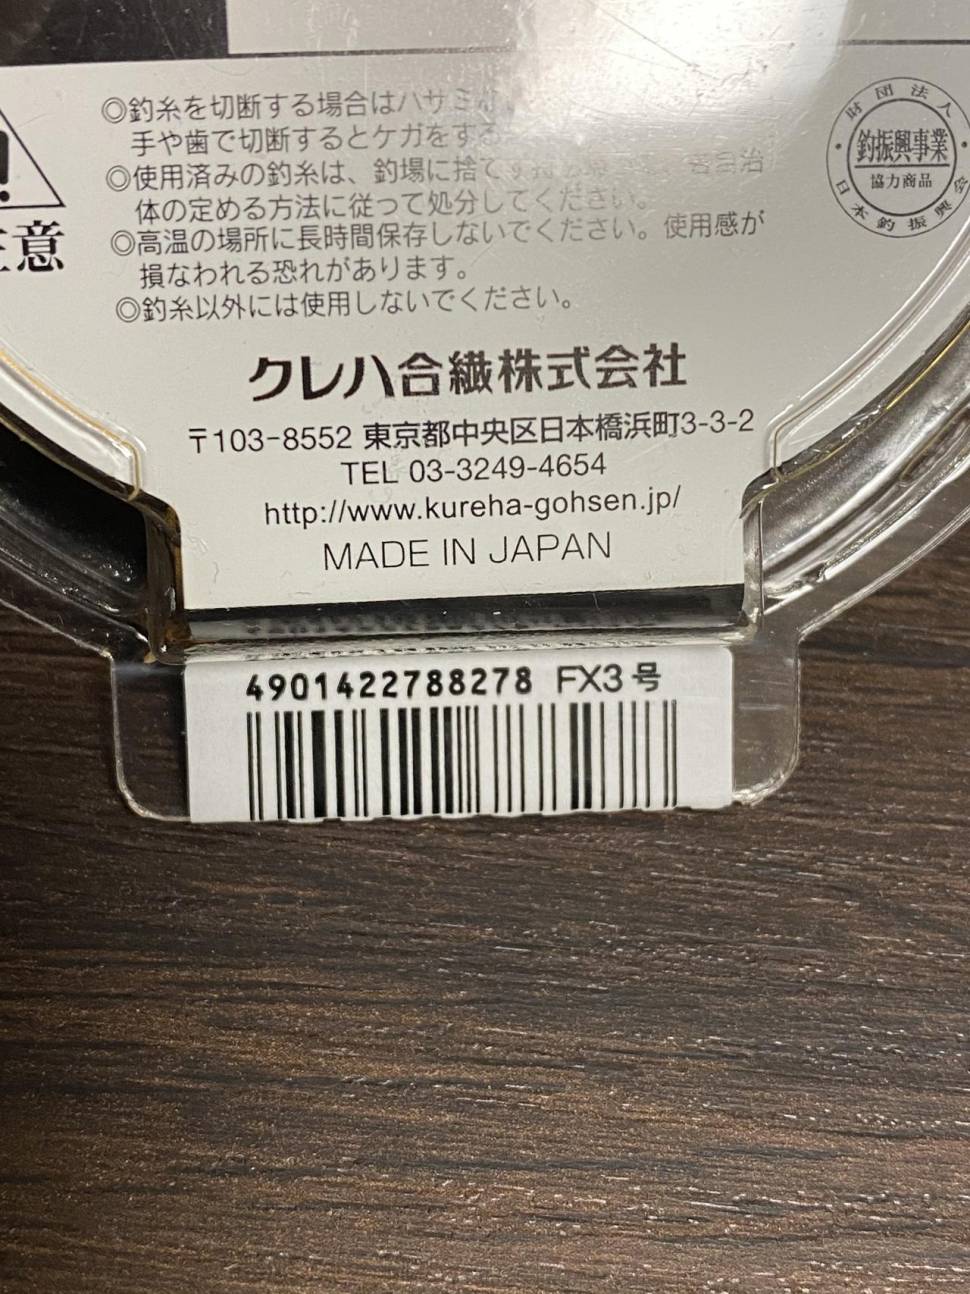 ◎釣糸を切断する場合はハサミ
手や歯で切断するとケガをする
◎使用済みの釣糸は、釣場に捨てず持ち 各自治
体の定める方法に従って処分してください。
◎高温の場所に長時間保存しないでください。使用感が
損なわれる恐れがあります。
◎釣糸以外には使用しないでください。
注意
財団法人
釣振興事業
協力商品
日本釣振興会
クレハ合繊株式会社
〒103-8552 東京都中央区日本橋浜町3-3-2
TEL 03-3249-4654
http://www.kureha-gohsen.jp/
MADE IN JAPAN
4901422788278 FX3号